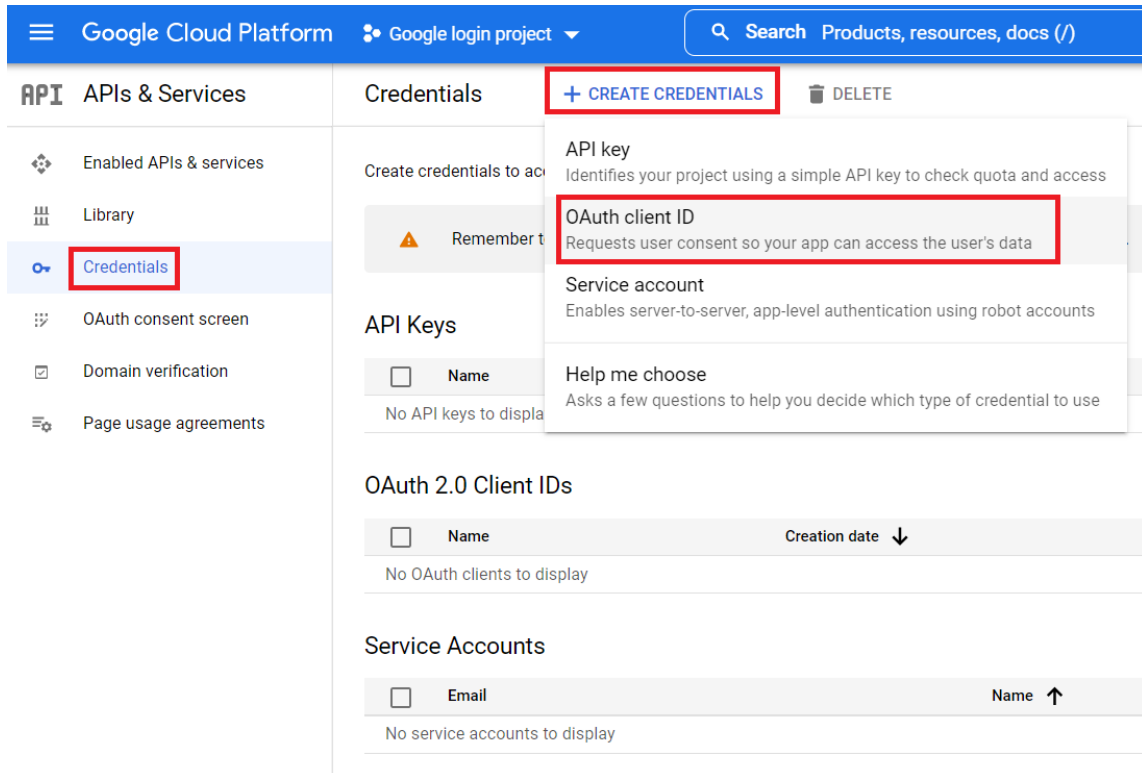 Google Cloud Platform
Google login project
Search Products, resources, docs (/)
API APIs & Services
Credentials
+ CREATE CREDENTIALS
DELETE
Enabled APIs & services
Library
Credentials
OAuth consent screen
Domain verification
Page usage agreements
Create credentials to
Remember
API key
Identifies your project using a simple API key to check quota and access
OAuth client ID
Requests user consent so your app can access the user's data
Service account
Enables server-to-server, app-level authentication using robot accounts
Help me choose
Asks a few questions to help you decide which type of credential to use
API Keys
Name
No API keys to displa
OAuth 2.0 Client IDs
Name Creation date
No OAuth clients to display
Service Accounts
Email Name
No service accounts to display